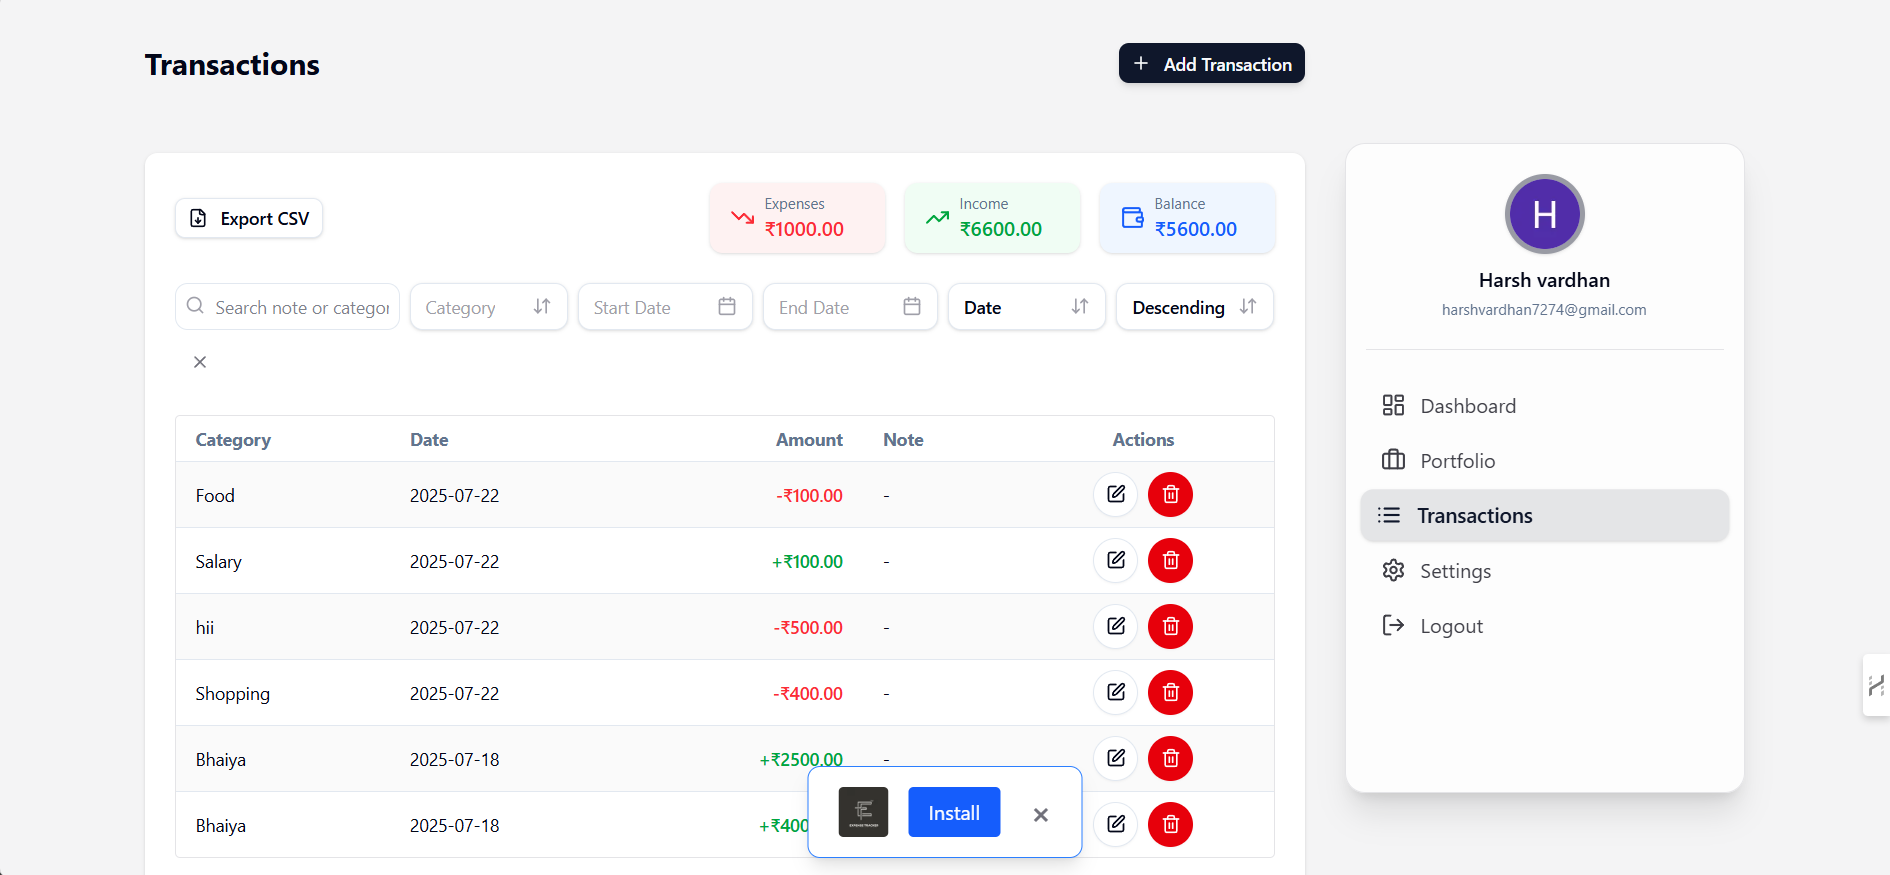 Transactions
Add Transaction
Export CSV
Expenses
₹1000.00
Income
₹6600.00
Balance
₹5600.00
Search note or categor
Category
Start Date
End Date
Date
Descending
Category Date Amount Note Actions
Food 2025-07-22 -₹100.00 -
Salary 2025-07-22 +₹100.00 -
hii 2025-07-22 -₹500.00 -
Shopping 2025-07-22 -₹400.00 -
Bhaiya 2025-07-18 +₹2500.00 -
Bhaiya 2025-07-18 +₹400
EXPENSE TRACKER
Install
H
Harsh vardhan
harshvardhan7274@gmail.com
Dashboard
Portfolio
Transactions
Settings
Logout